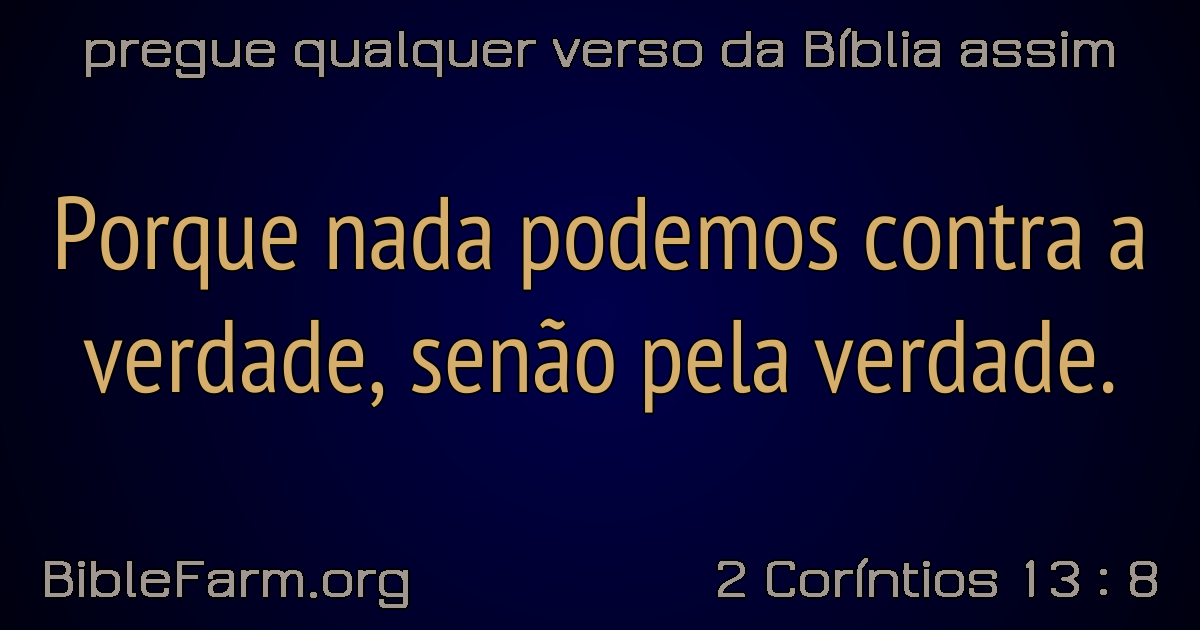 pregue qualquer verso da Bíblia assim
Porque nada podemos contra a
verdade, senão pela verdade.
BibleFarm.org
2 Coríntios 13 : 8